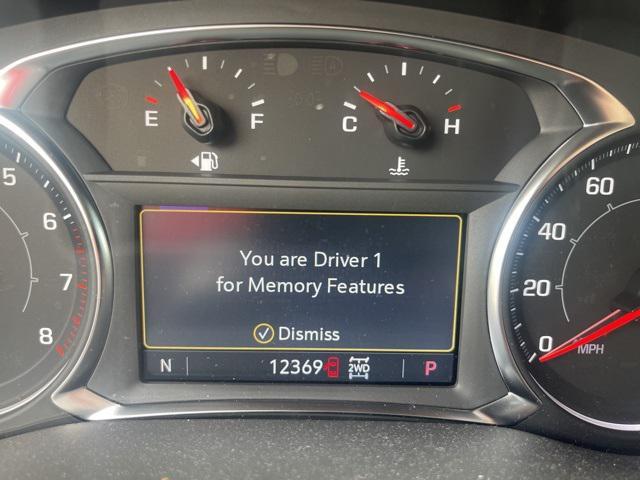 E F
C H
5
6
7
8
You are Driver 1
for Memory Features
Dismiss
N 12369 2WD P
60
40
20
0
MPH